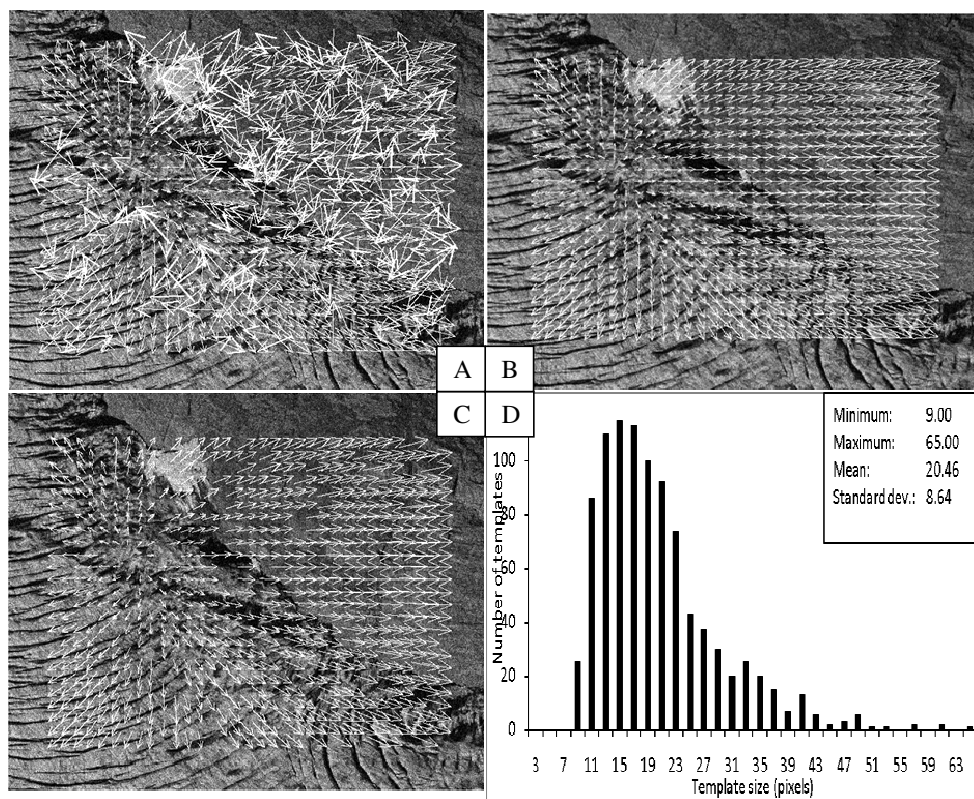 A B
C D
Minimum: 9.00
Maximum: 65.00
Mean: 20.46
Standard dev.: 8.64
Number of templates
100
80
60
40
20
0
3 7 11 15 19 23 27 31 35 39 43 47 51 55 59 63
Template size (pixels)